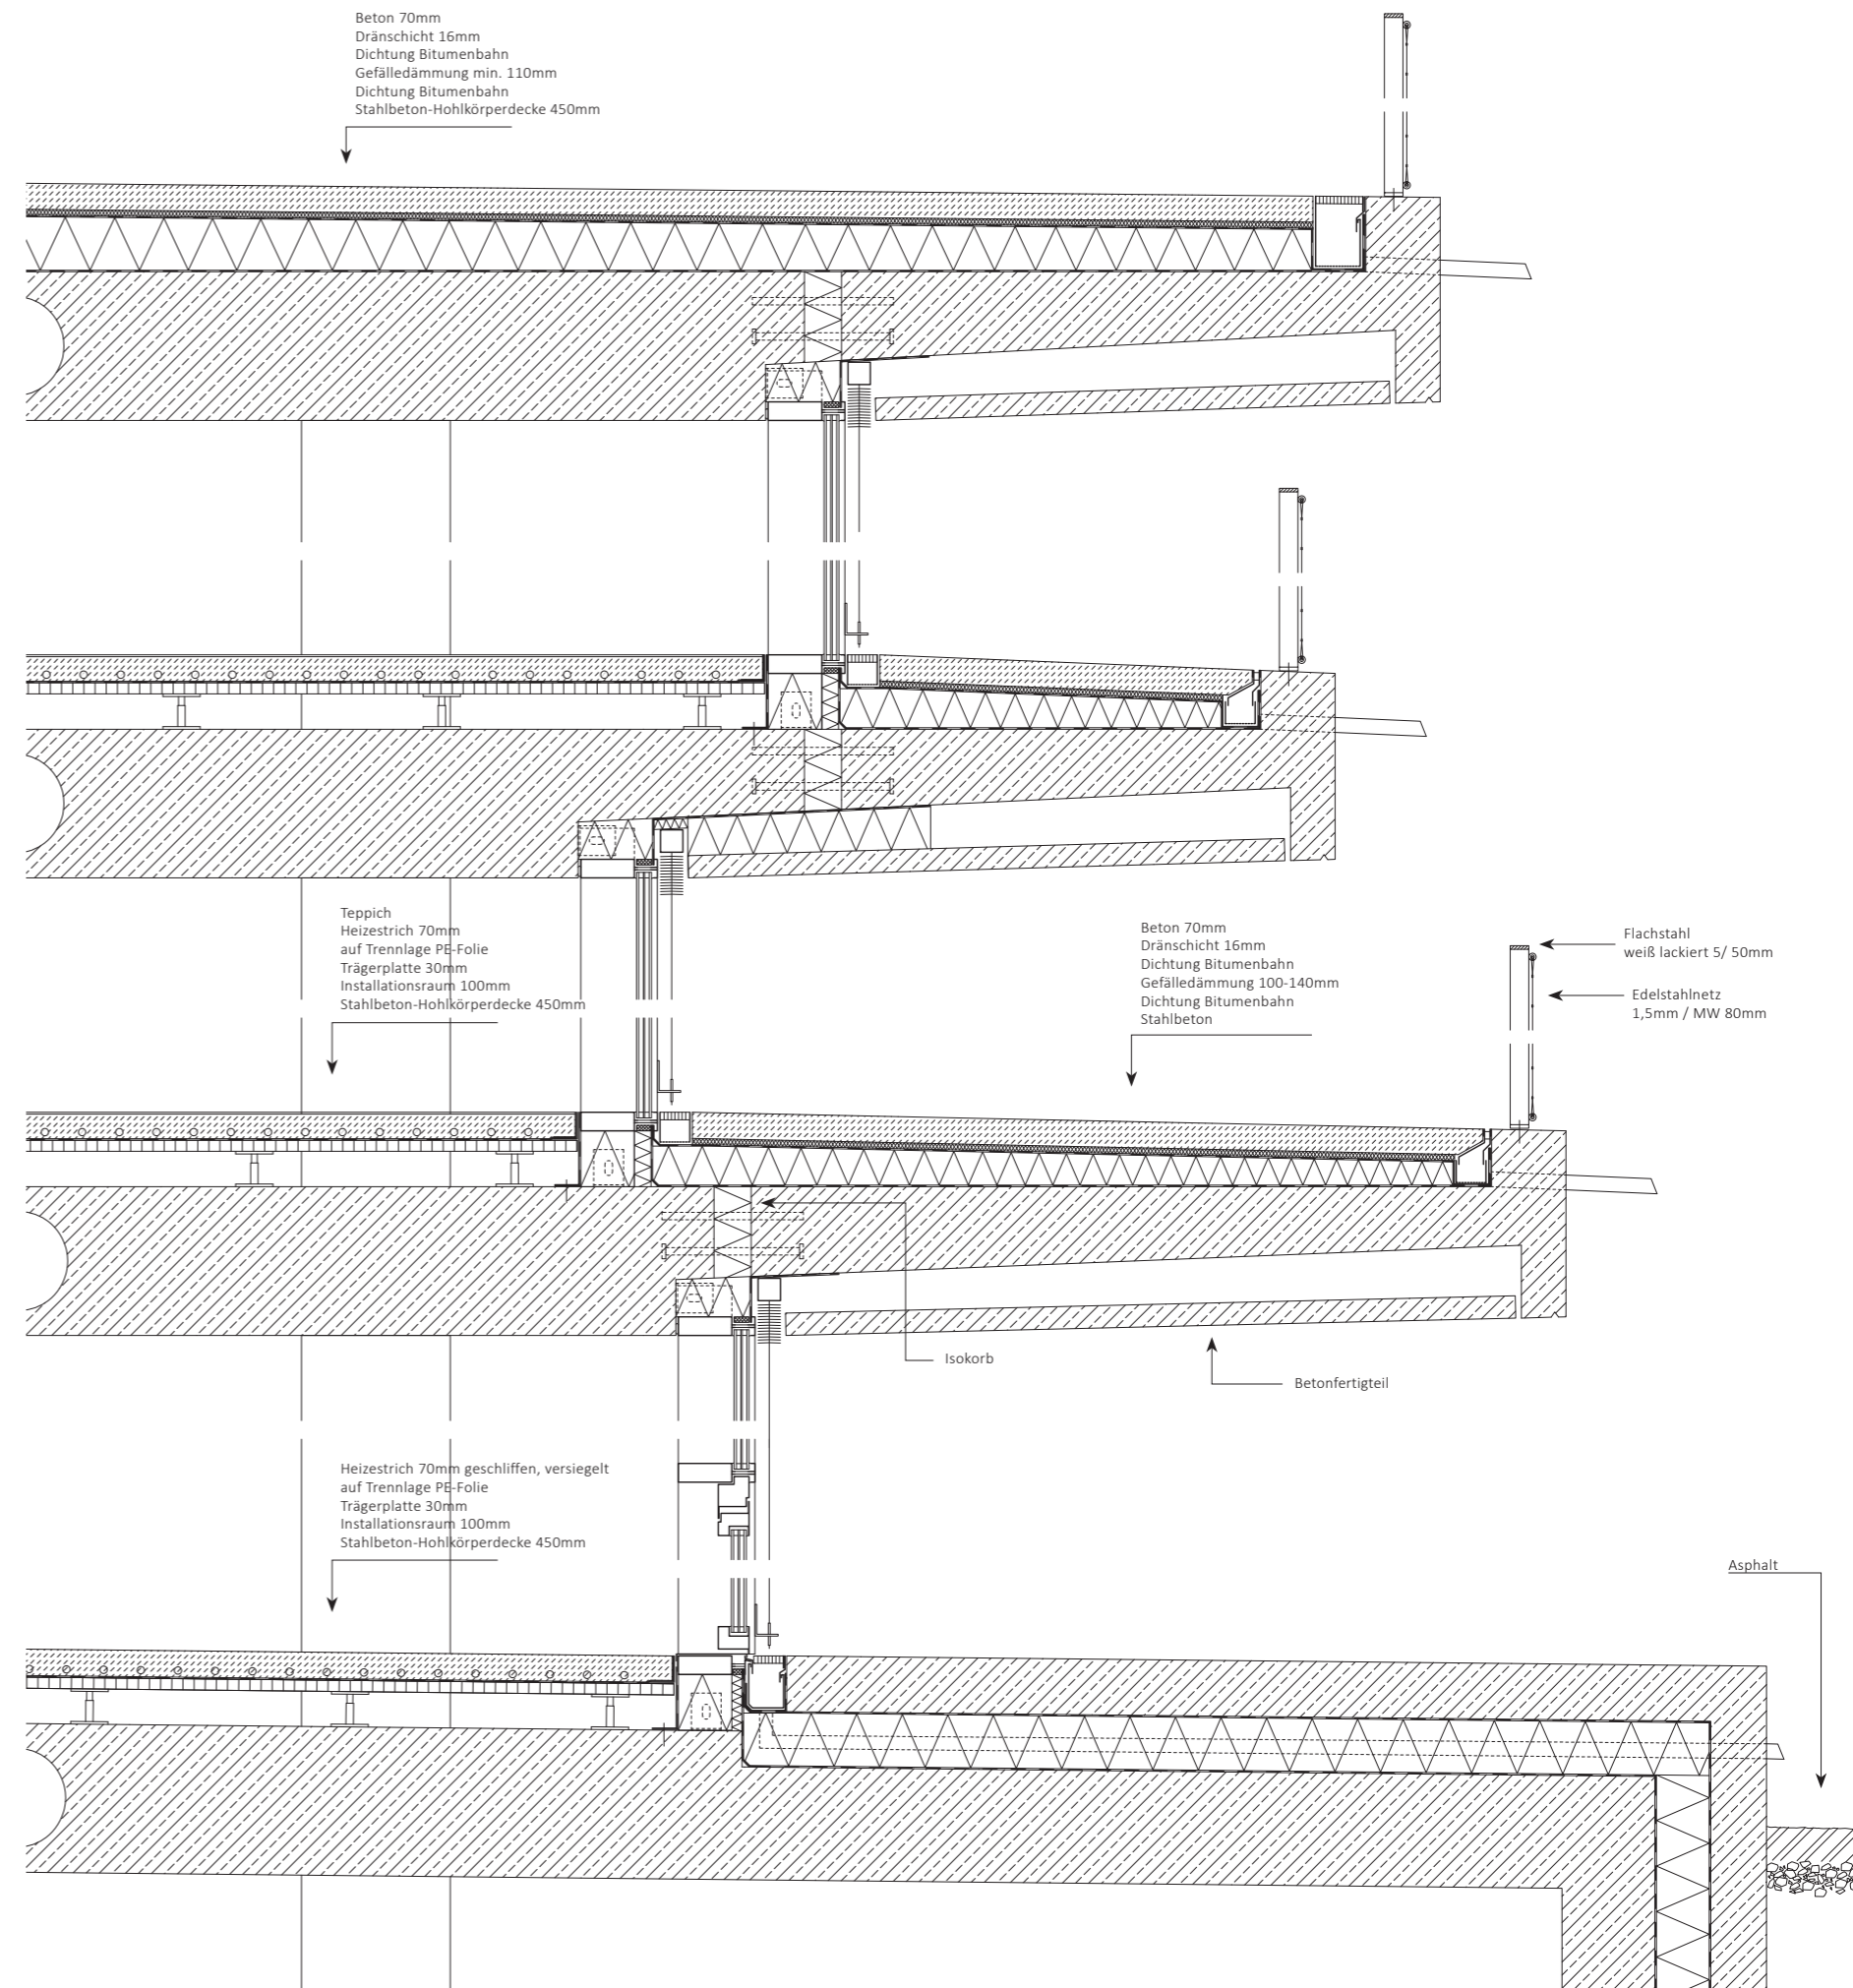 Beton 70mm
Dränschicht 16mm
Dichtung Bitumenbahn
Gefälledämmung min. 110mm
Dichtung Bitumenbahn
Stahlbeton-Hohlkörperdecke 450mm
Teppich
Heizestrich 70mm
auf Trennlage PE-Folie
Trägerplatte 30mm
Installationsraum 100mm
Stahlbeton-Hohlkörperdecke 450mm
Beton 70mm
Dränschicht 16mm
Dichtung Bitumenbahn
Gefälledämmung 100-140mm
Dichtung Bitumenbahn
Stahlbeton
Flachstahl
weiß lackiert 5/ 50mm
Edelstahlnetz
1,5mm / MW 80mm
Isokorb
Betonfertigteil
Heizestrich 70mm geschliffen, versiegelt
auf Trennlage PE-Folie
Trägerplatte 30mm
Installationsraum 100mm
Stahlbeton-Hohlkörperdecke 450mm
Asphalt